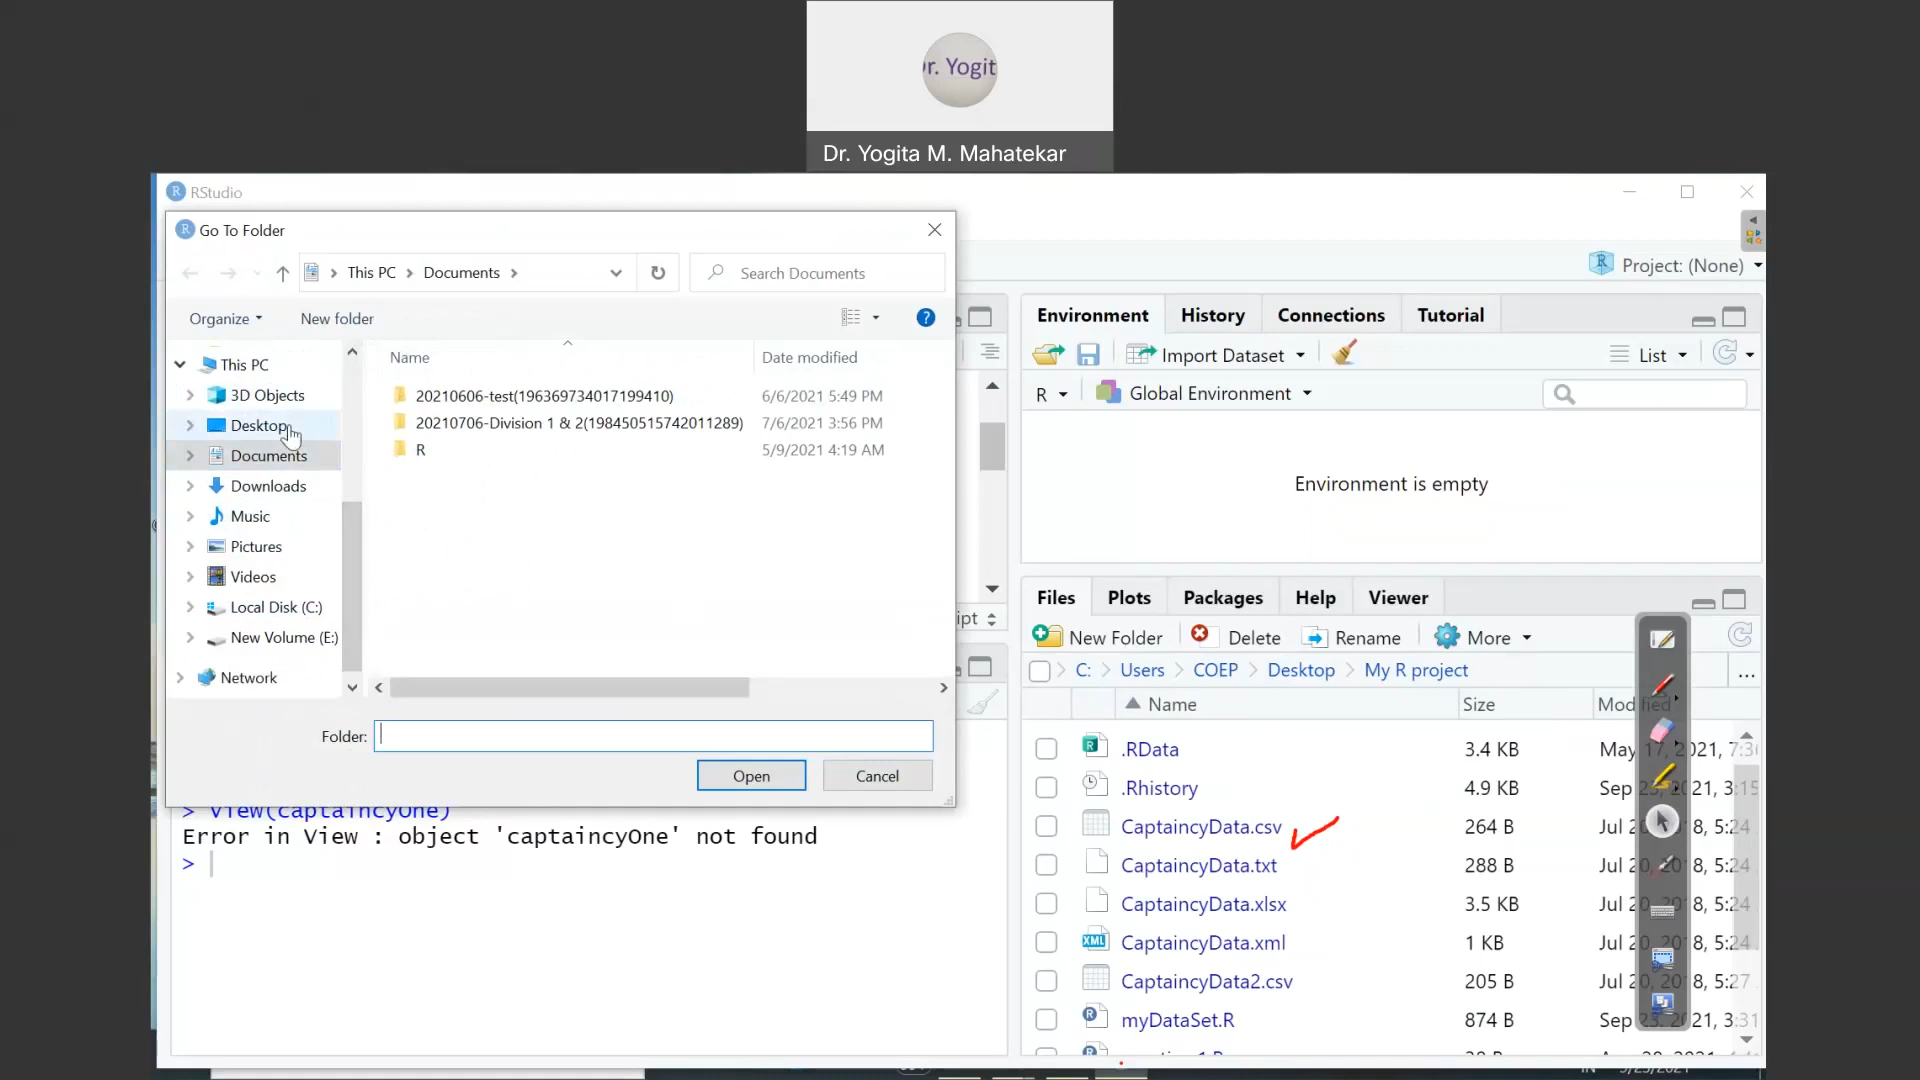 r. Yogit
Dr. Yogita M. Mahatekar
RStudio
Go To Folder
This PC > Documents >
Search Documents
Project: (None)
Organize
New folder
Environment
History
Connections
Tutorial
Import Dataset
List
R
Global Environment
Environment is empty
This PC
3D Objects
Desktop
Documents
Downloads
Music
Pictures
Videos
Local Disk (C:)
New Volume (E:)
Network
Name
Date modified
20210606-test(196369734017199410)
6/6/2021 5:49 PM
20210706-Division 1 & 2(198450515742011289)
7/6/2021 3:56 PM
R
5/9/2021 4:19 AM
Folder:
Open
Cancel
ipt
> View(captaincyOne)
Error in View : object 'captaincyOne' not found
>
Files
Plots
Packages
Help
Viewer
New Folder
Delete
Rename
More
C: > Users > COEP > Desktop > My R project
...
Name
Size
Modified
.RData
3.4 KB
.Rhistory
4.9 KB
CaptaincyData.csv
264 B
CaptaincyData.txt
288 B
CaptaincyData.xlsx
3.5 KB
XML
CaptaincyData.xml
1 KB
CaptaincyData2.csv
205 B
myDataSet.R
874 B